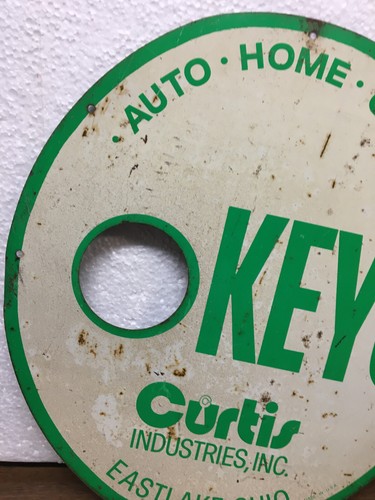 · AUTO · HOME ·
KEY
Curtis
INDUSTRIES, INC.
EASTLAKE, OHIO